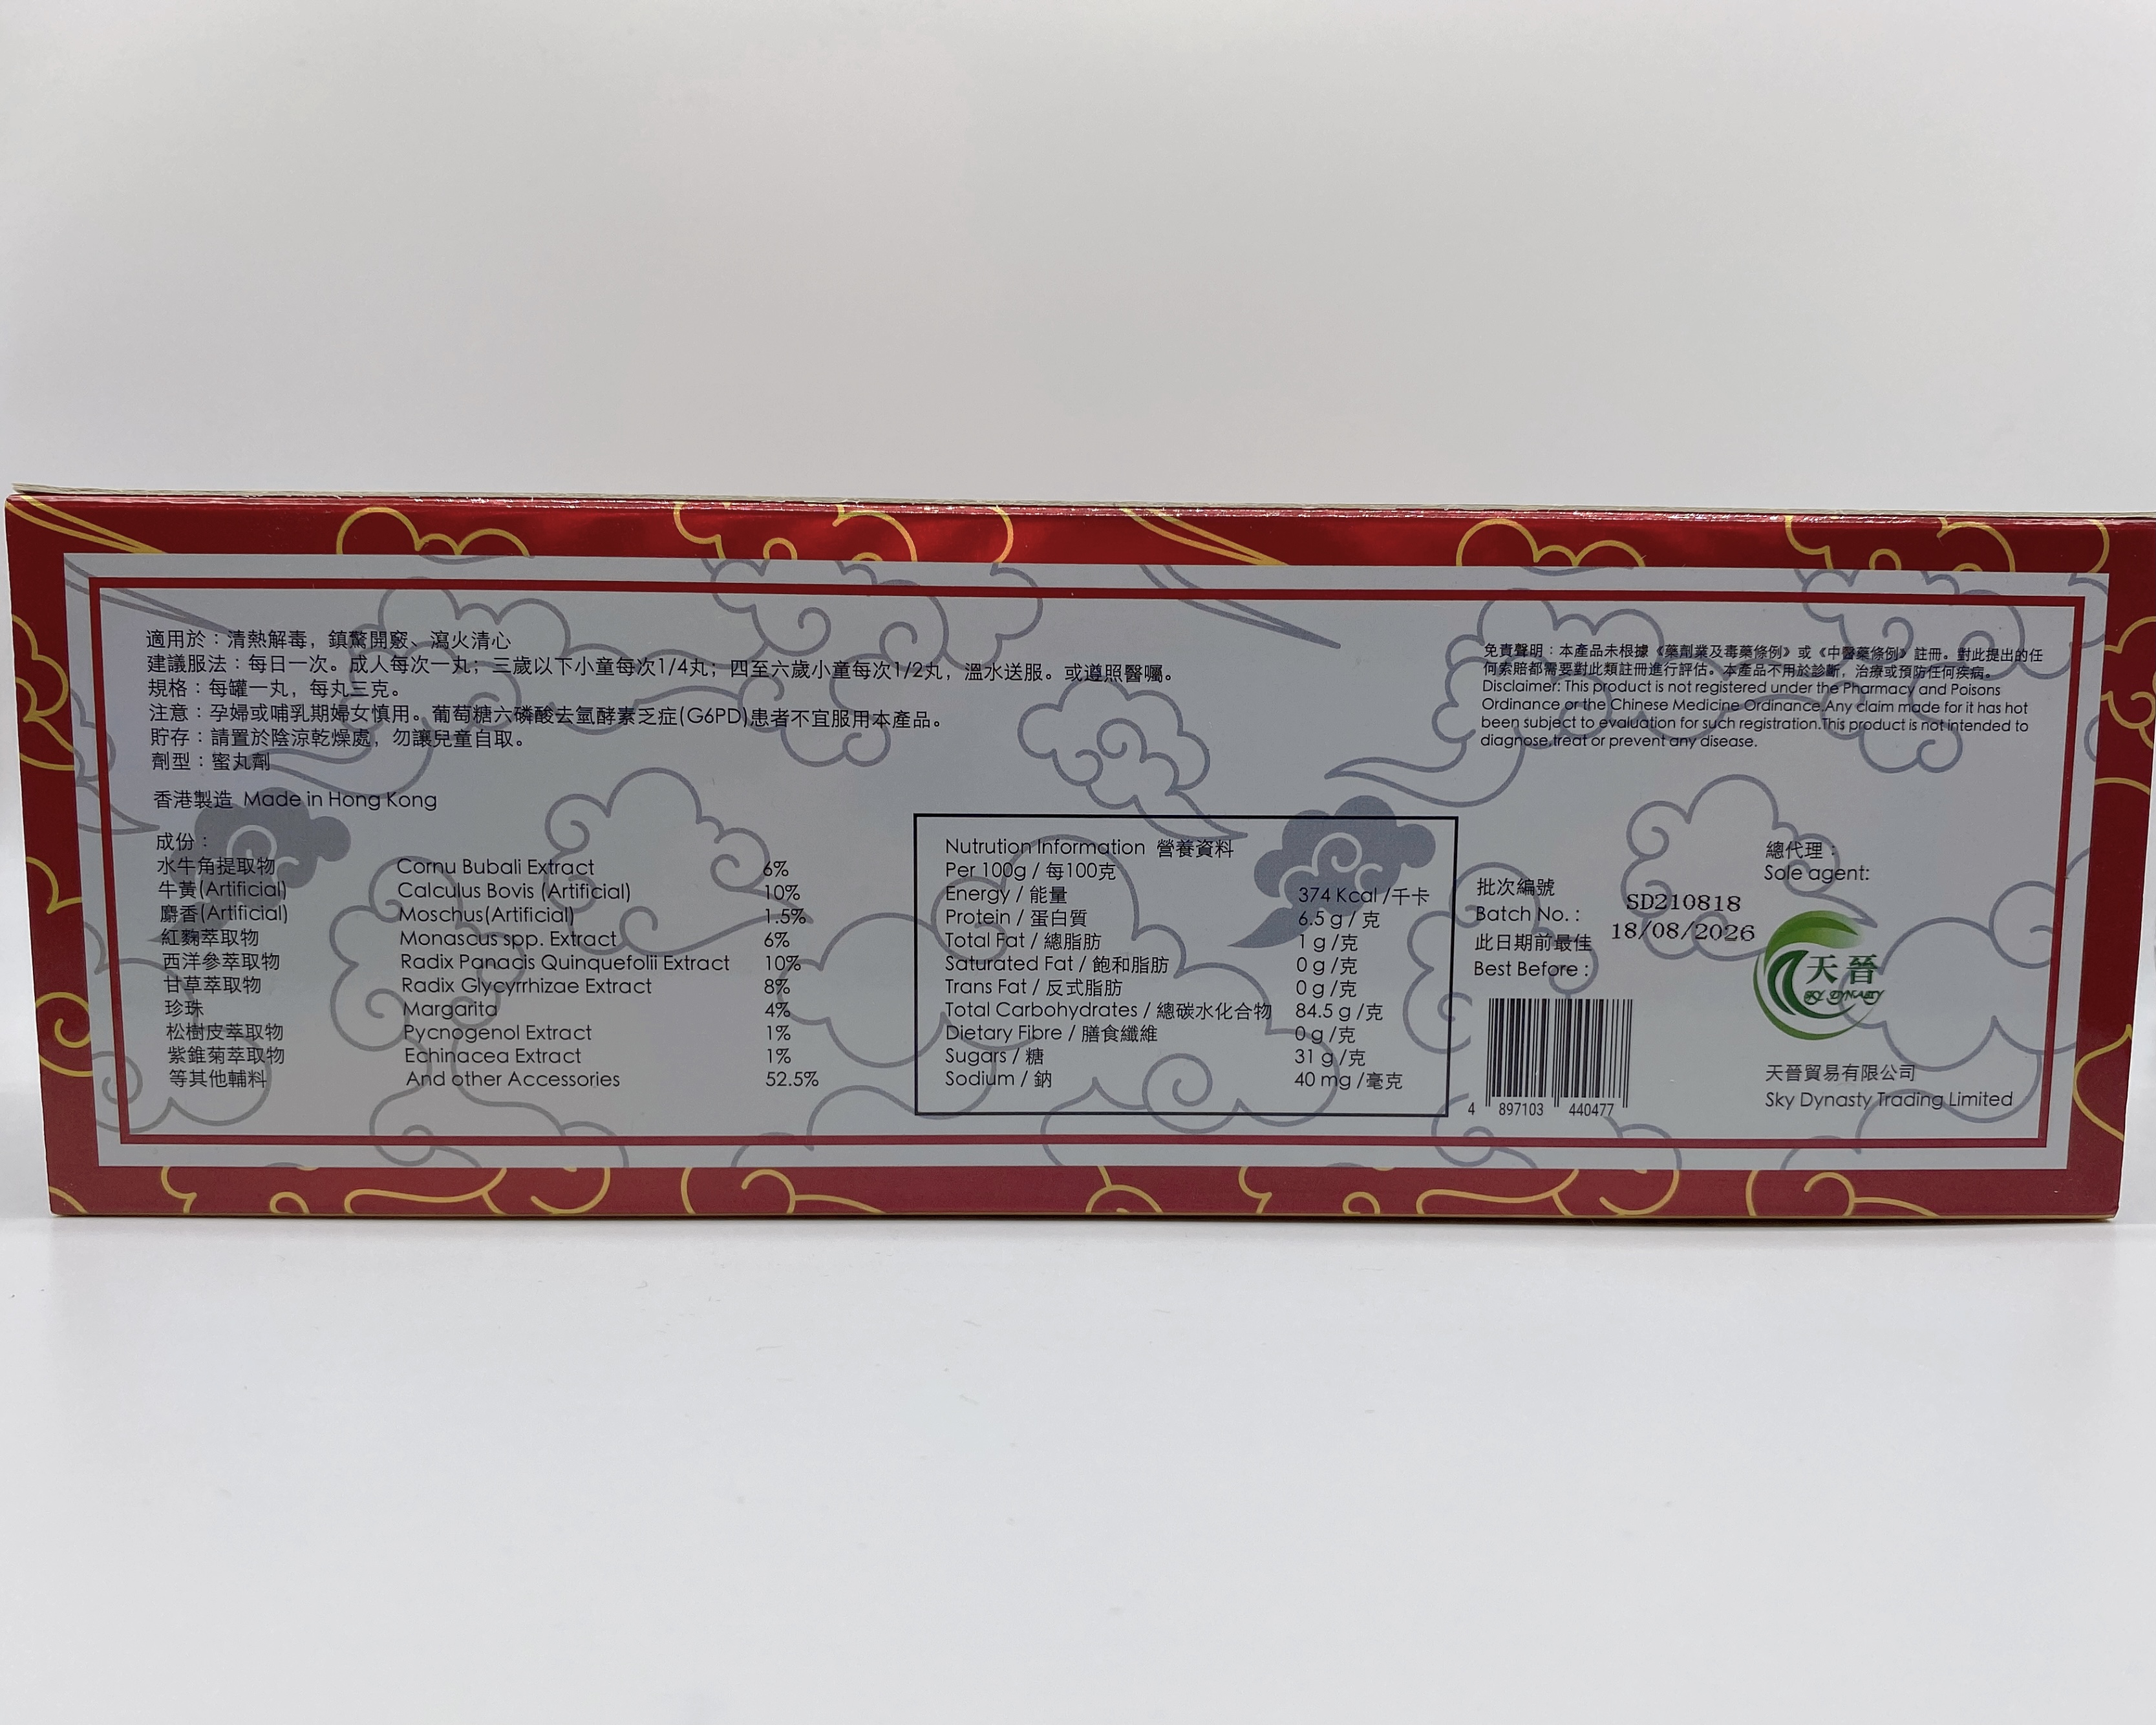 適用於：清熱解毒，鎮驚開竅、瀉火清心
建議服法：每日一次。成人每次一丸；三歲以下小童每次1/4丸；四至六歲小童每次1/2丸，溫水送服。或遵照醫囑。
規格：每罐一丸，每丸三克。
注意：孕婦或哺乳期婦女慎用。葡萄糖六磷酸去氫酵素乏症(G6PD)患者不宜服用本產品。
貯存：請置於陰涼乾燥處，勿讓兒童自取。
劑型：蜜丸劑
香港製造 Made in Hong Kong
成份：
水牛角提取物 Cornu Bubali Extract 6%
牛黃(Artificial) Calculus Bovis (Artificial) 10%
麝香(Artificial) Moschus(Artificial) 1.5%
紅麴萃取物 Monascus spp. Extract 6%
西洋參萃取物 Radix Panacis Quinquefolii Extract 10%
甘草萃取物 Radix Glycyrrhizae Extract 8%
珍珠 Margarita 4%
松樹皮萃取物 Pycnogenol Extract 1%
紫錐菊萃取物 Echinacea Extract 1%
等其他輔料 And other Accessories 52.5%
Nutrution Information 營養資料
Per 100g / 每100克
Energy / 能量 374 Kcal /千卡
Protein / 蛋白質 6.5 g / 克
Total Fat / 總脂肪 1 g /克
Saturated Fat / 飽和脂肪 0 g /克
Trans Fat / 反式脂肪 0 g /克
Total Carbohydrates / 總碳水化合物 84.5 g /克
Dietary Fibre / 膳食纖維 0 g /克
Sugars / 糖 31 g /克
Sodium / 鈉 40 mg /毫克
免責聲明：本產品未根據《藥劑業及毒藥條例》或《中醫藥條例》註冊。對此提出的任
何索賠都需要對此類註冊進行評估。本產品不用於診斷，治療或預防任何疾病。
Disclaimer: This product is not registered under the Pharmacy and Poisons
Ordinance or the Chinese Medicine Ordinance.Any claim made for it has hot
been subject to evaluation for such registration.This product is not intended to
diagnose,treat or prevent any disease.
批次編號
Batch No. : SD210818
此日期前最佳 18/08/2026
Best Before :
4 897103 440477
總代理：
Sole agent:
天晉
SKY DYNASTY
天晉貿易有限公司
Sky Dynasty Trading Limited